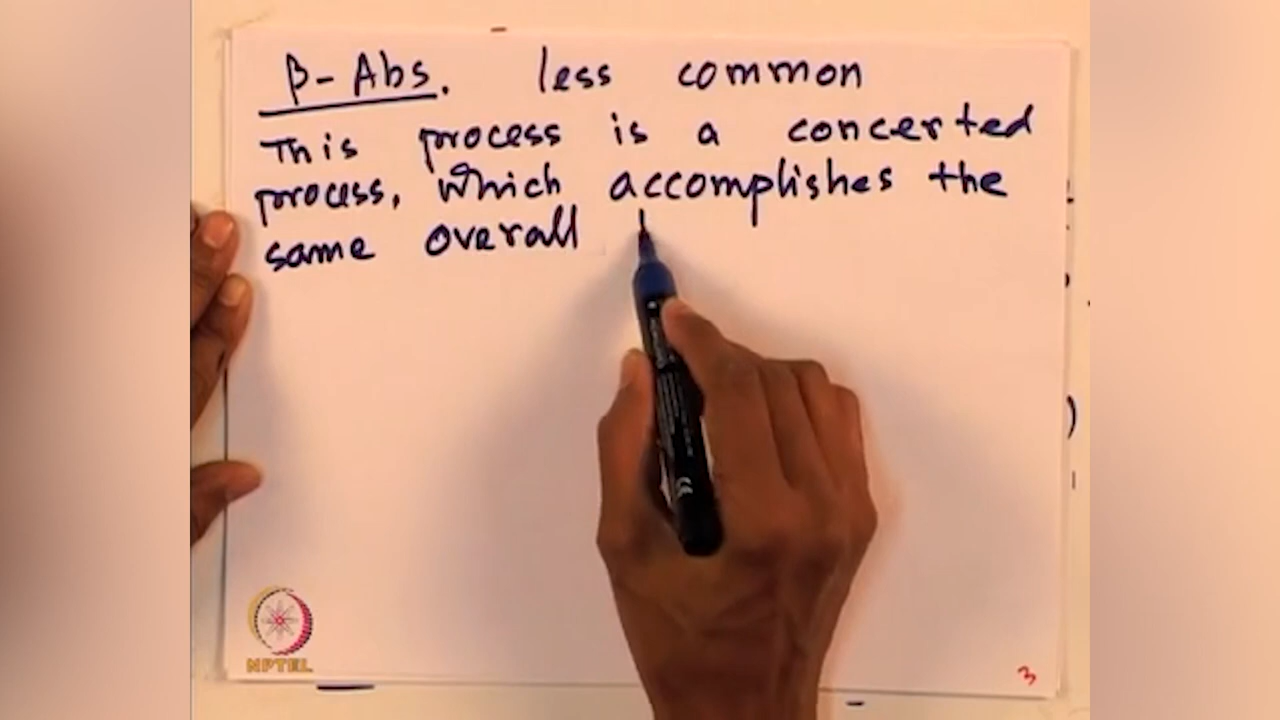 β-Abs. less common
This process is a concerted
process, which accomplishes the
same overall
NPTEL
3